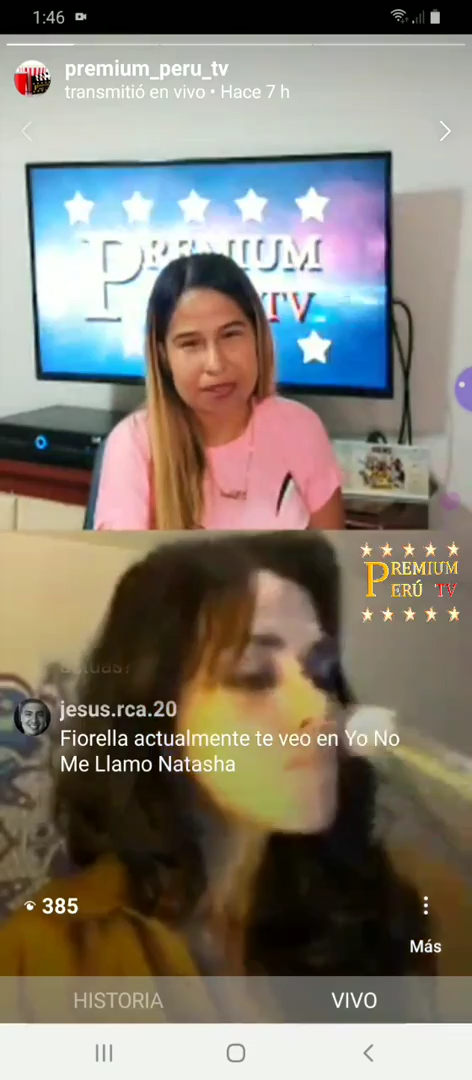 1:46
premium_peru_tv
transmitió en vivo • Hace 7 h
PREMIUM
TV
PREMIUM
PERÚ TV
actúas?
jesus.rca.20
Fiorella actualmente te veo en Yo No
Me Llamo Natasha
385
Más
HISTORIA
VIVO